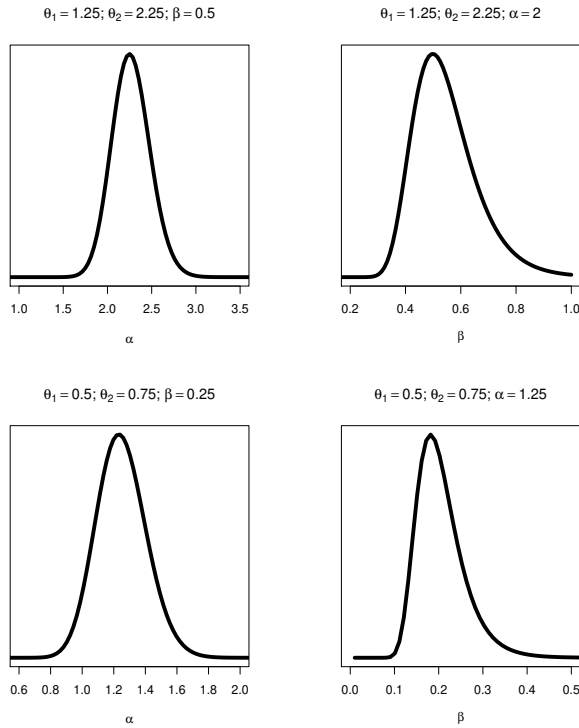 θ₁ = 1.25; θ₂ = 2.25; β = 0.5
1.0 1.5 2.0 2.5 3.0 3.5
α
θ₁ = 1.25; θ₂ = 2.25; α = 2
0.2 0.4 0.6 0.8 1.0
β
θ₁ = 0.5; θ₂ = 0.75; β = 0.25
0.6 0.8 1.0 1.2 1.4 1.6 1.8 2.0
α
θ₁ = 0.5; θ₂ = 0.75; α = 1.25
0.0 0.1 0.2 0.3 0.4 0.5
β